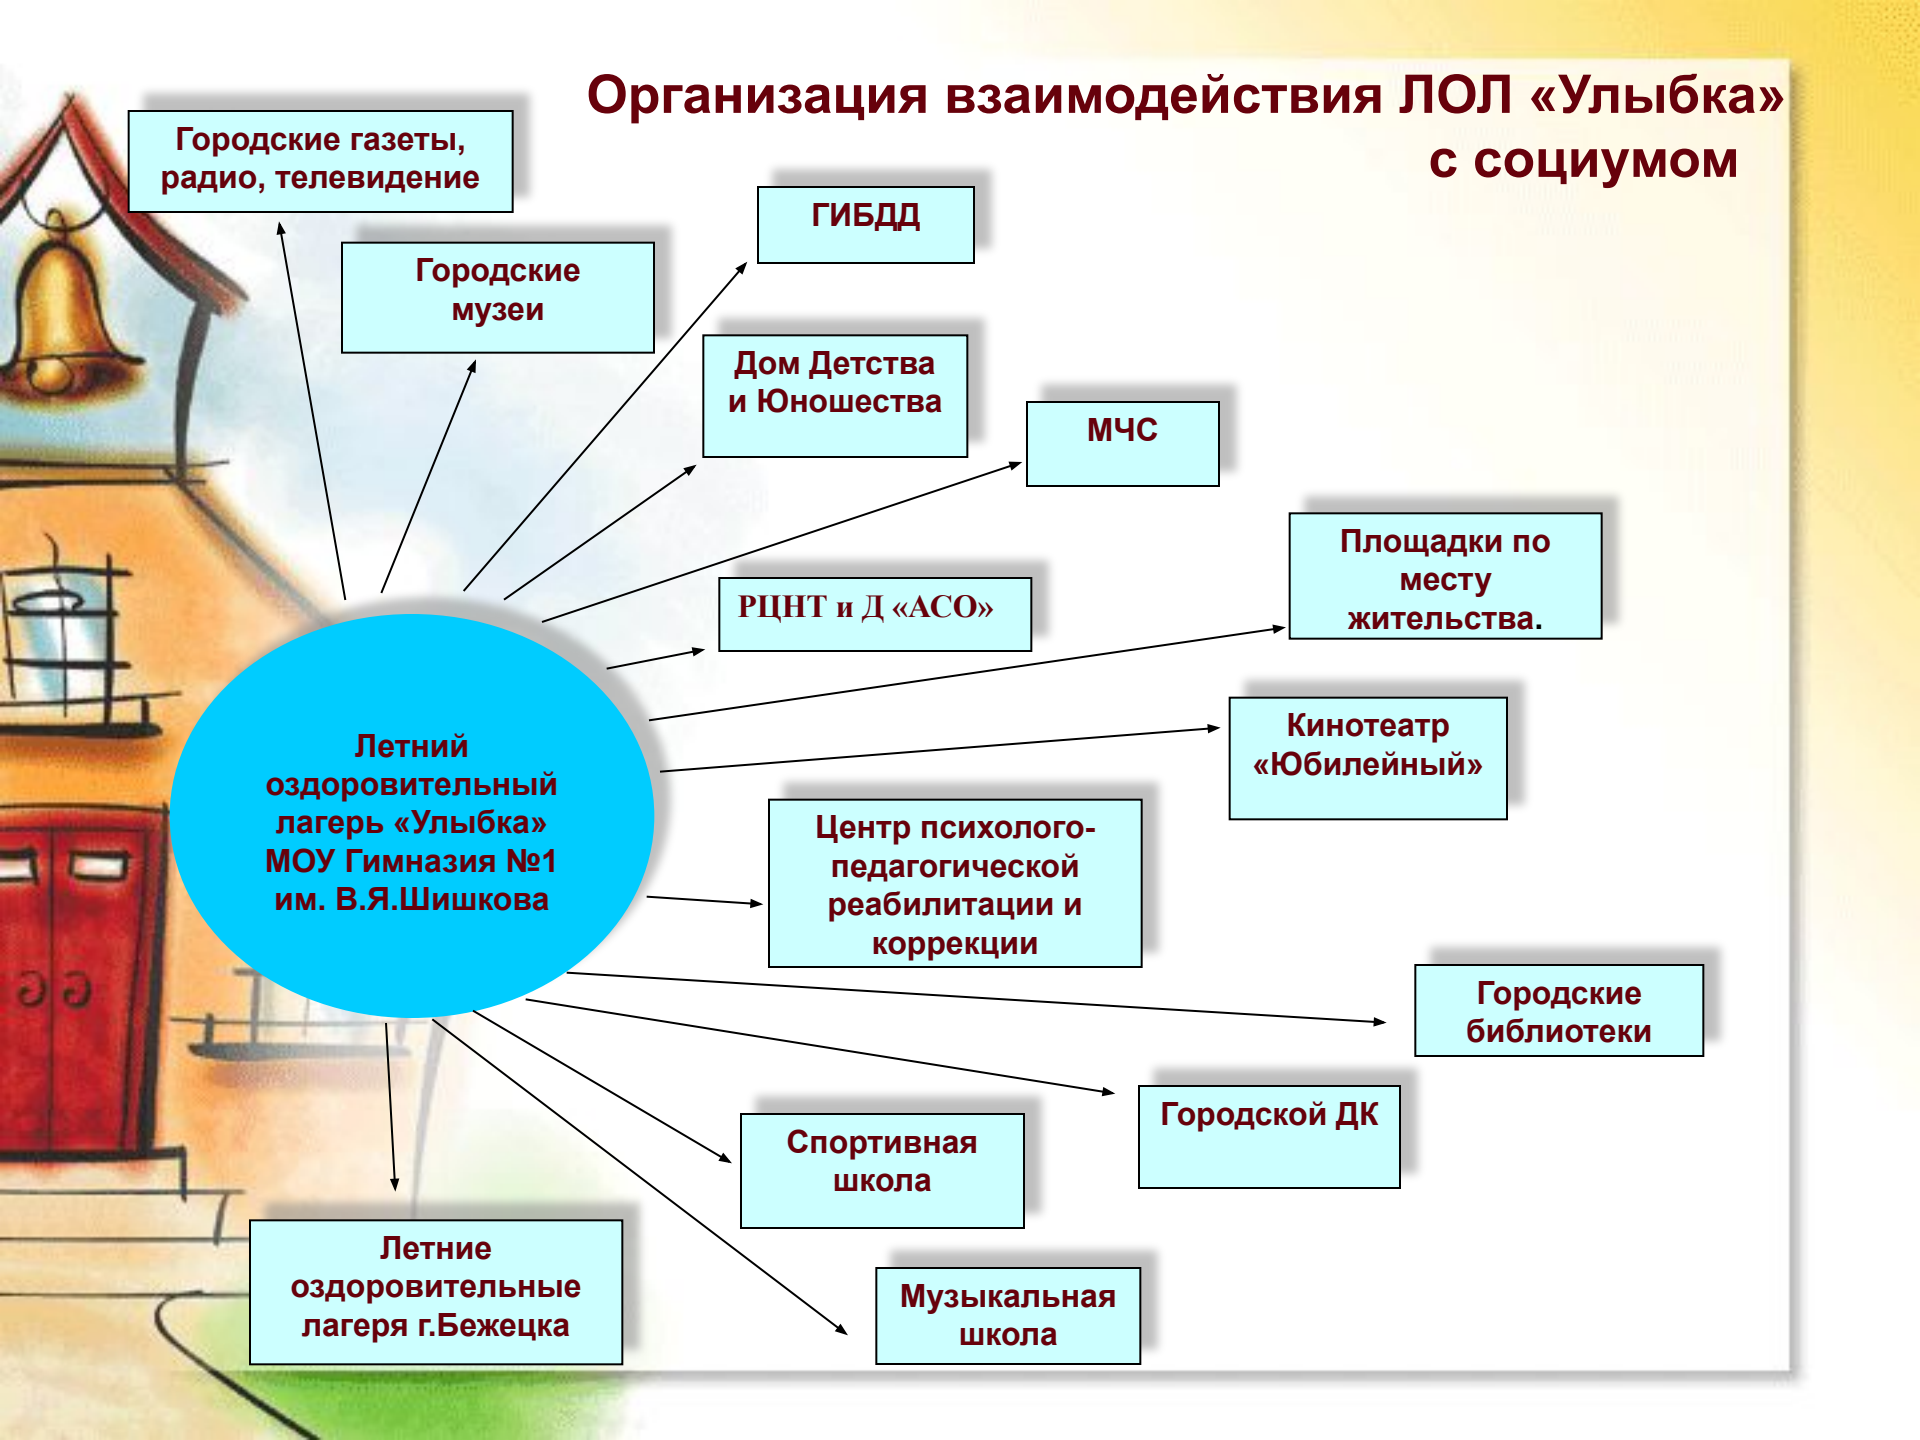 Организация взаимодействия ЛОЛ «Улыбка»
с социумом
Городские газеты,
радио, телевидение
ГИБДД
Городские
музеи
Дом Детства
и Юношества
МЧС
Площадки по
месту
жительства.
РЦНТ и Д «АСО»
Кинотеатр
«Юбилейный»
Летний
оздоровительный
лагерь «Улыбка»
МОУ Гимназия №1
им. В.Я.Шишкова
Центр психолого-
педагогической
реабилитации и
коррекции
Городские
библиотеки
Городской ДК
Спортивная
школа
Летние
оздоровительные
лагеря г.Бежецка
Музыкальная
школа